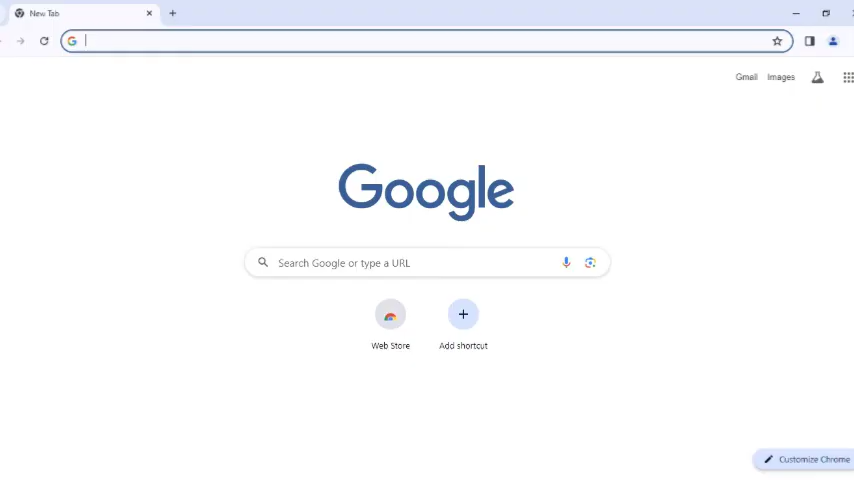 New Tab
Gmail Images
Google
Search Google or type a URL
Web Store
Add shortcut
Customize Chrome